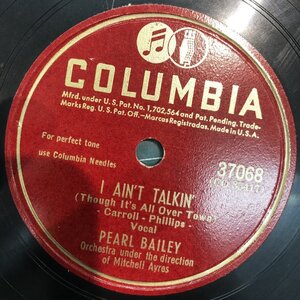 CBS
COLUMBIA
Mfrd. under U.S. Pat. No. 1,702,564 and Pat. Pending. Trade-
Marks Reg. U.S. Pat. Off.—Marcas Registradas. Made in U.S.A.
For perfect tone
use Columbia Needles
37068
I AIN'T TALKIN'
(Though It's All Over Town)
- Carroll - Phillips -
Vocal
PEARL BAILEY
Orchestra under the direction
of Mitchell Ayres